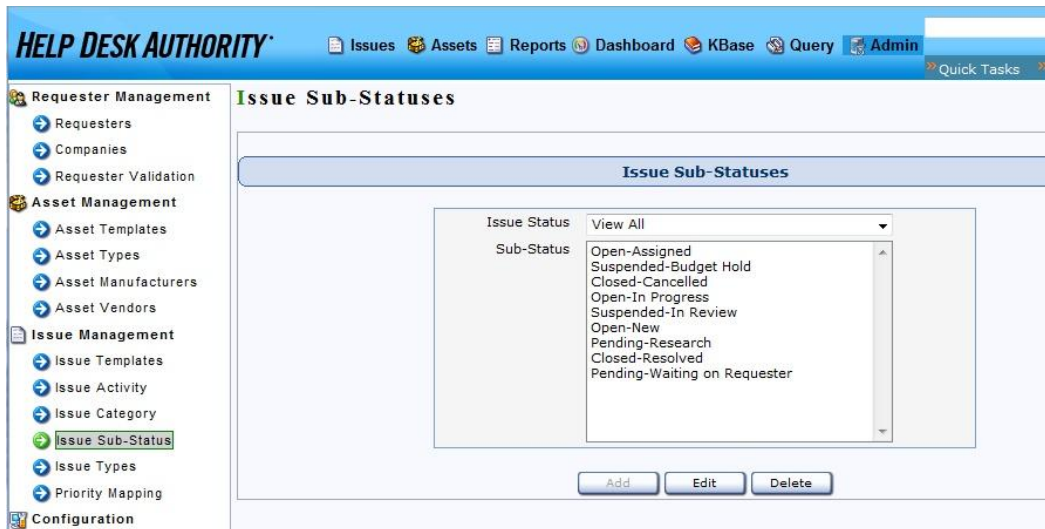 HELP DESK AUTHORITY
Issues Assets Reports Dashboard KBase Query Admin
Quick Tasks
Requester Management
Requesters
Companies
Requester Validation
Asset Management
Asset Templates
Asset Types
Asset Manufacturers
Asset Vendors
Issue Management
Issue Templates
Issue Activity
Issue Category
Issue Sub-Status
Issue Types
Priority Mapping
Configuration
Issue Sub-Statuses
Issue Sub-Statuses
Issue Status View All
Sub-Status
Open-Assigned
Suspended-Budget Hold
Closed-Cancelled
Open-In Progress
Suspended-In Review
Open-New
Pending-Research
Closed-Resolved
Pending-Waiting on Requester
Add Edit Delete